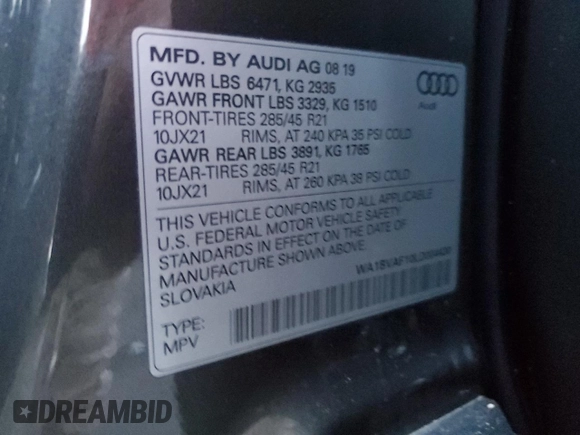 MFD. BY AUDI AG 08 19
GVWR LBS 6471, KG 2935
GAWR FRONT LBS 3329, KG 1510
FRONT-TIRES 285/45 R21
10JX21 RIMS, AT 240 KPA 35 PSI COLD
GAWR REAR LBS 3891, KG 1765
REAR-TIRES 285/45 R21
10JX21 RIMS, AT 260 KPA 38 PSI COLD
Audi
THIS VEHICLE CONFORMS TO ALL APPLICABLE
U.S. FEDERAL MOTOR VEHICLE SAFETY
STANDARDS IN EFFECT ON THE DATE OF
MANUFACTURE SHOWN ABOVE.
SLOVAKIA
TYPE:
MPV
DREAMBID